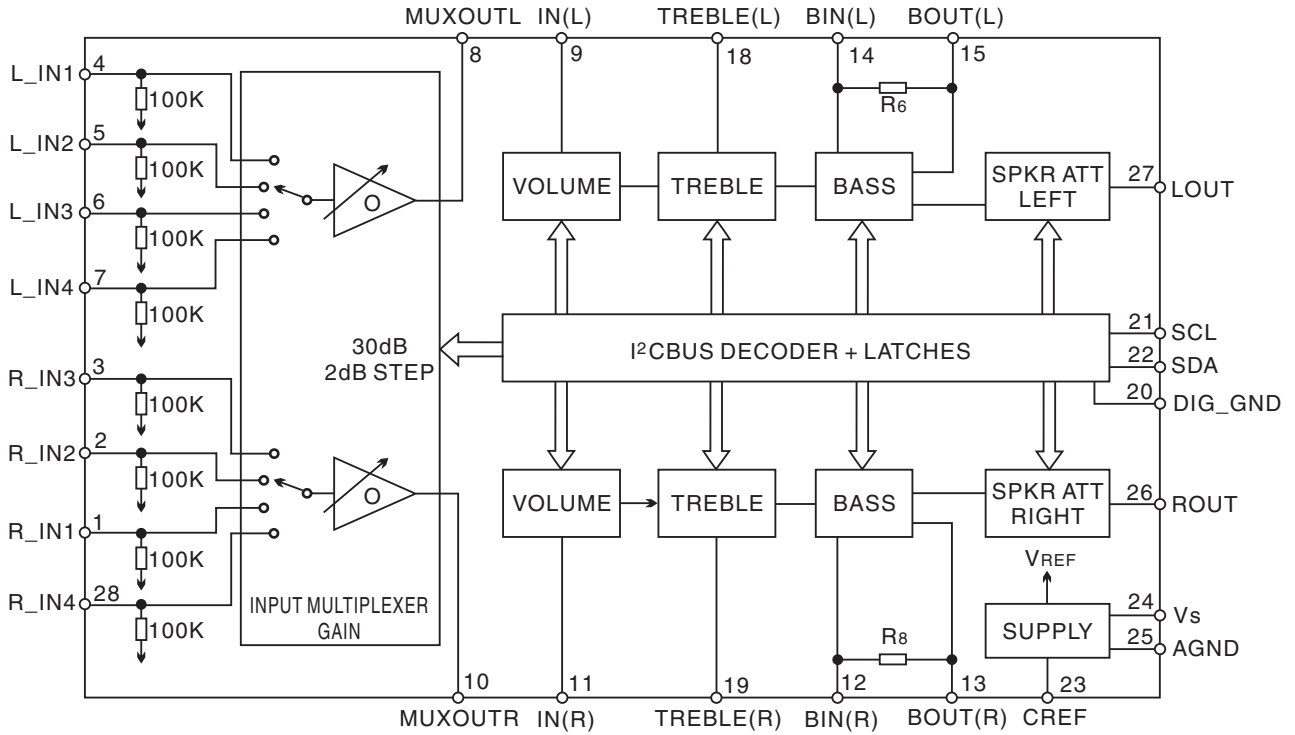 MUXOUTL IN(L) TREBLE(L) BIN(L) BOUT(L)
8 9 18 14 15
L_IN1 4
100K
L_IN2 5
100K
L_IN3 6
100K
L_IN4 7
100K
R6
VOLUME TREBLE BASS SPKR ATT
LEFT
27 LOUT
30dB
2dB STEP
I²CBUS DECODER + LATCHES
21 SCL
22 SDA
20 DIG_GND
R_IN3 3
100K
R_IN2 2
100K
R_IN1 1
100K
R_IN4 28
100K
INPUT MULTIPLEXER
GAIN
VOLUME TREBLE BASS SPKR ATT
RIGHT
26 ROUT
VREF
SUPPLY
24 Vs
25 AGND
R8
10 11 19 12 13 23
MUXOUTR IN(R) TREBLE(R) BIN(R) BOUT(R) CREF